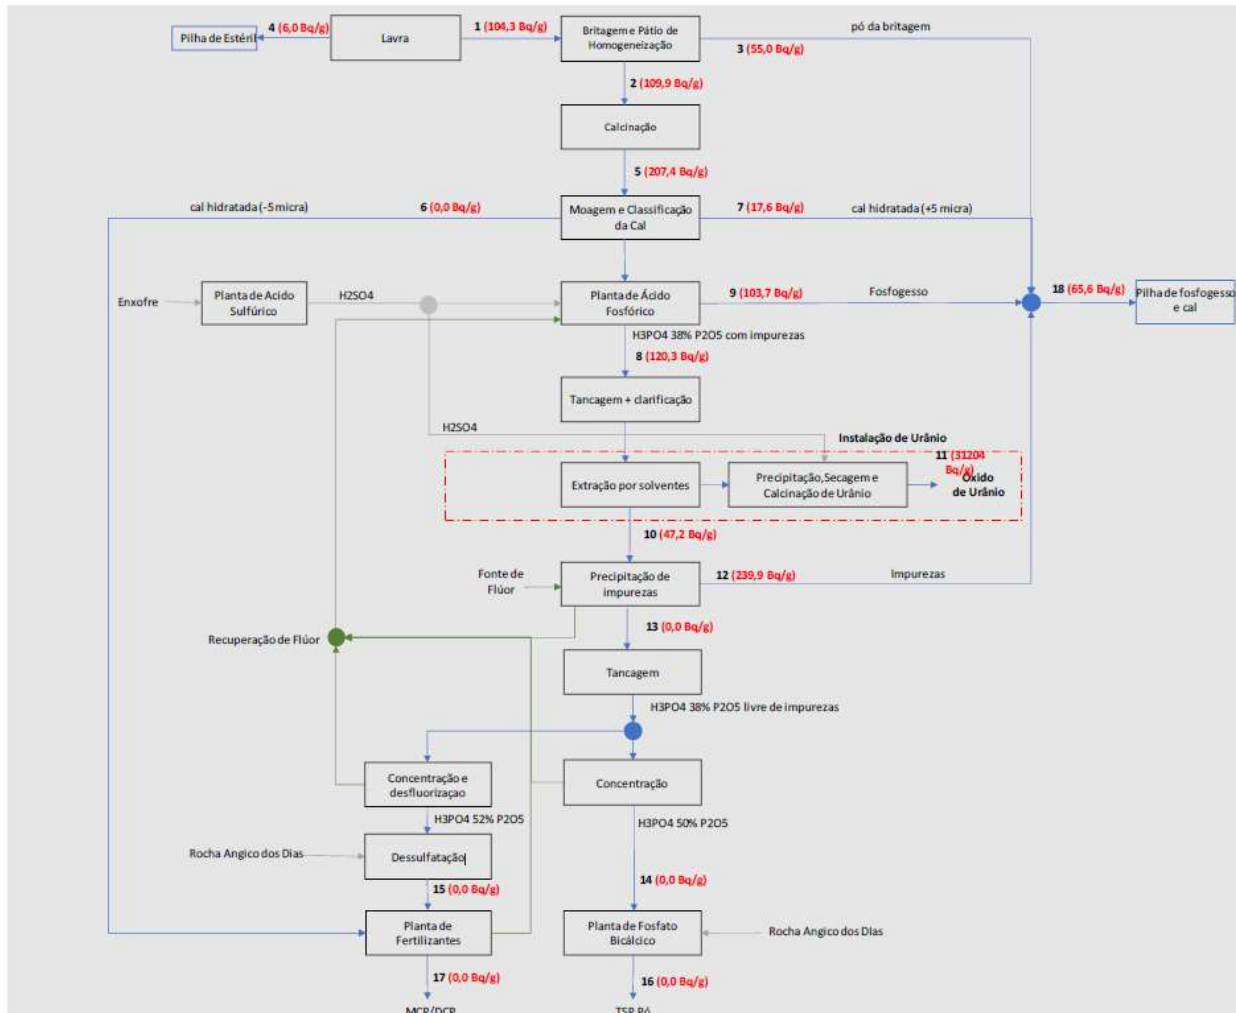 4 (6,0 Bq/g)
Pilha de Estéril
Lavra
1 (104,3 Bq/g)
Britagem e Pátio de
Homogeneização
pó da britagem
3 (55,0 Bq/g)
2 (109,9 Bq/g)
Calcinação
5 (207,4 Bq/g)
cal hidratada (-5 micra)
6 (0,0 Bq/g)
Moagem e Classificação
da Cal
7 (17,6 Bq/g)
cal hidratada (+5 micra)
Enxofre
Planta de Acido
Sulfúrico
H2SO4
Planta de Ácido
Fosfórico
9 (103,7 Bq/g)
Fosfogesso
18 (65,6 Bq/g)
Pilha de fosfogesso
e cal
H3PO4 38% P2O5 com impurezas
8 (120,3 Bq/g)
Tancagem + clarificação
H2SO4
Instalação de Urânio
Extração por solventes
Precipitação,Secagem e
Calcinação de Urânio
11 (31204
Bq/g)
Óxido
de Urânio
10 (47,2 Bq/g)
Fonte de
Flúor
Precipitação de
impurezas
12 (239,9 Bq/g)
Impurezas
13 (0,0 Bq/g)
Recuperação de Flúor
Tancagem
H3PO4 38% P2O5 livre de impurezas
Concentração e
desfluorizaçao
Concentração
H3PO4 52% P2O5
H3PO4 50% P2O5
Rocha Angico dos Dias
Dessulfatação
15 (0,0 Bq/g)
14 (0,0 Bq/g)
Planta de
Fertilizantes
Planta de Fosfato
Bicálcico
Rocha Angico dos DIas
17 (0,0 Bq/g)
16 (0,0 Bq/g)
MCP/DCP
TSP Pó